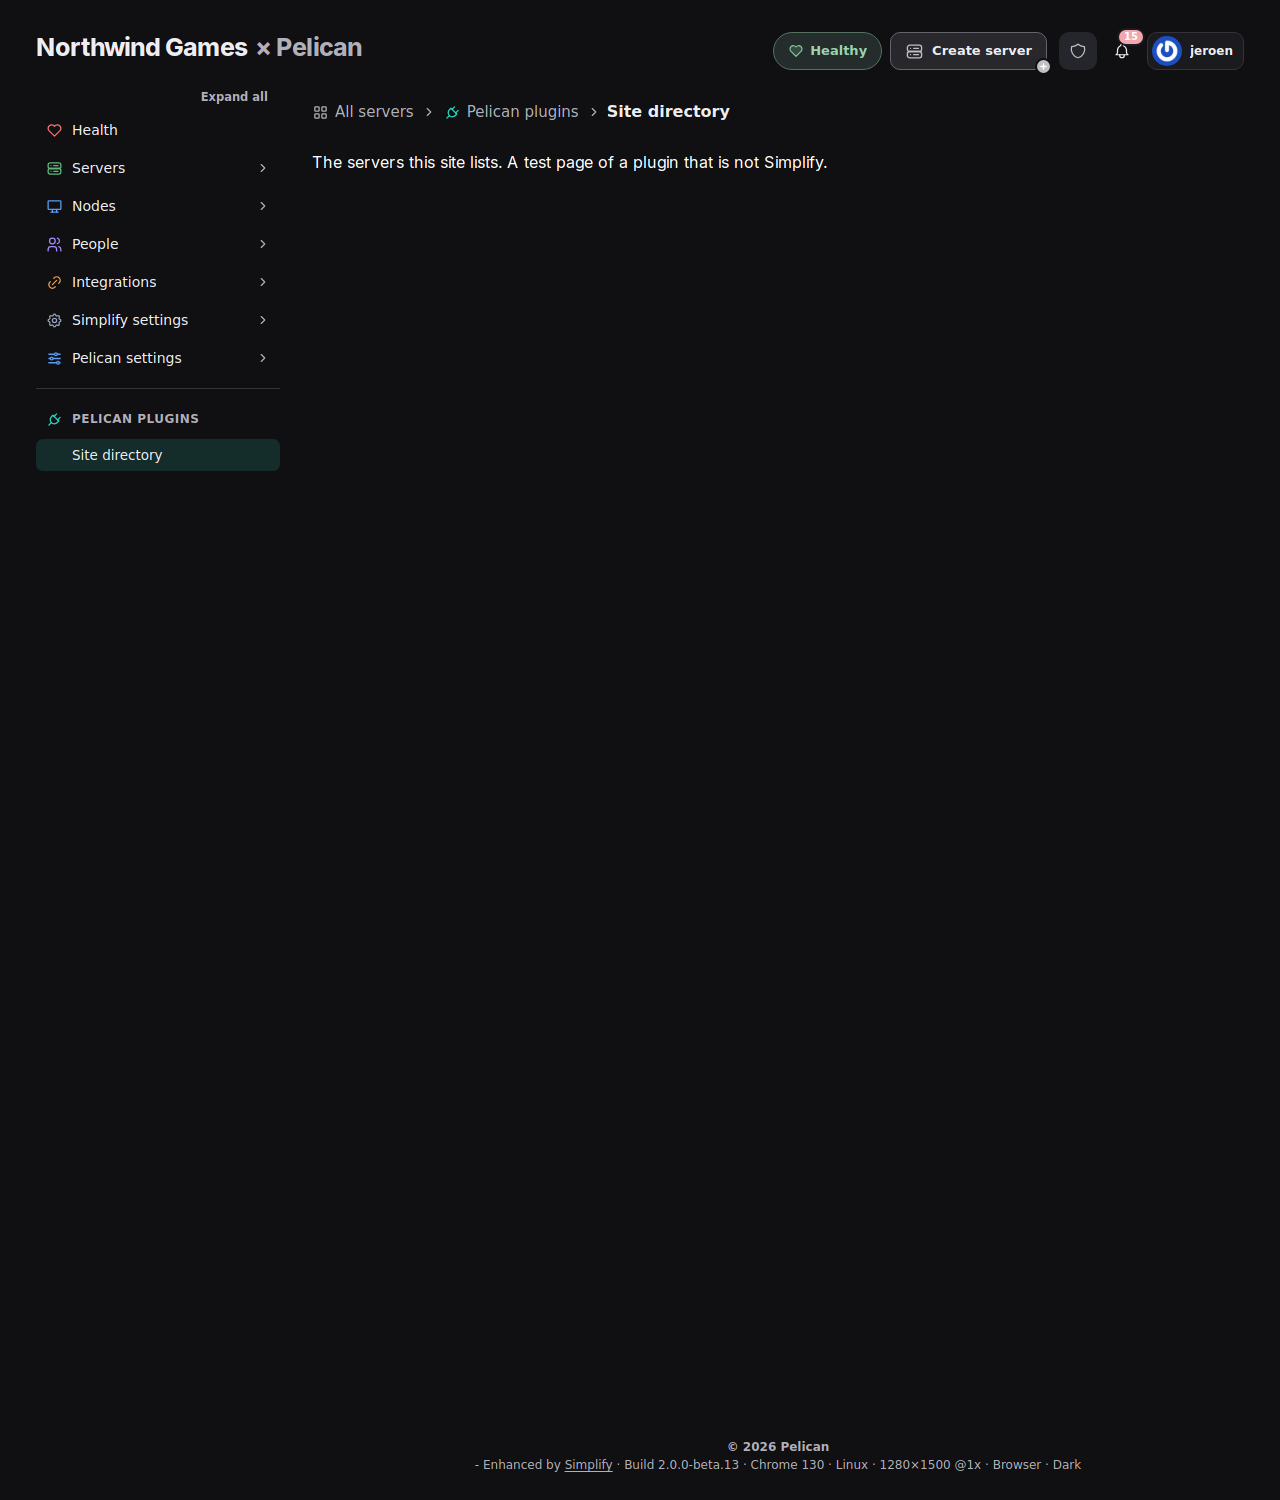 Northwind Games × Pelican
Healthy
Create server
15
jeroen
Expand all
Health
Servers
Nodes
People
Integrations
Simplify settings
Pelican settings
PELICAN PLUGINS
Site directory
All servers > Pelican plugins > Site directory
The servers this site lists. A test page of a plugin that is not Simplify.
© 2026 Pelican
- Enhanced by Simplify · Build 2.0.0-beta.13 · Chrome 130 · Linux · 1280×1500 @1x · Browser · Dark